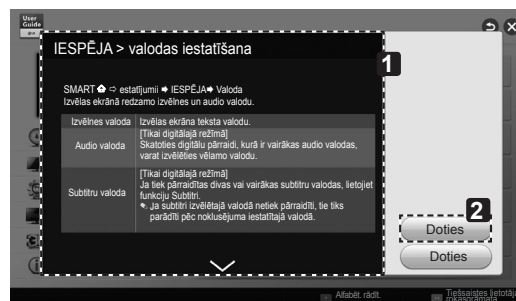 User
Guide
IESPĒJA > valodas iestatīšana
1
SMART ⇨ estatījumii ➡ IESPĒJA➡ Valoda
Izvēlas ekrānā redzamo izvēlnes un audio valodu.
Izvēlnes valoda Izvēlas ekrāna teksta valodu.
Audio valoda
[Tikai digitālajā režīmā]
Skatoties digitālu pārraidi, kurā ir vairākas audio valodas,
varat izvēlēties vēlamo valodu.
Subtitru valoda
[Tikai digitālajā režīmā]
Ja tiek pārraidītas divas vai vairākas subtitru valodas, lietojiet
funkciju Subtitri.
Ja subtitri izvēlētajā valodā netiek pārraidīti, tie tiks
parādīti pēc noklusējuma iestatītajā valodā.
2
Doties
Doties
Alfabēt. rādīt.
Tiešsaistes lietotāja
rokasgrāmata